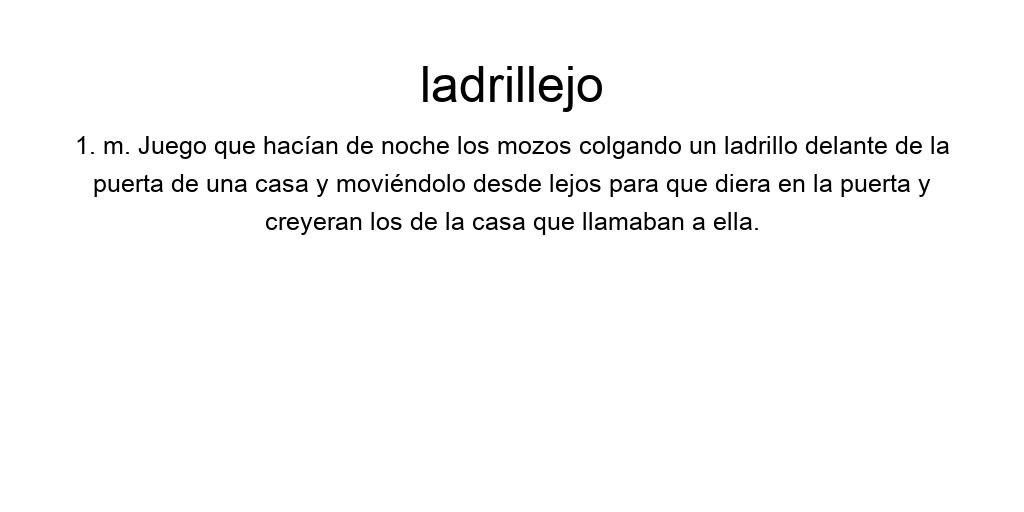 ladrillejo
1. m. Juego que hacían de noche los mozos colgando un ladrillo delante de la
puerta de una casa y moviéndolo desde lejos para que diera en la puerta y
creyeran los de la casa que llamaban a ella.